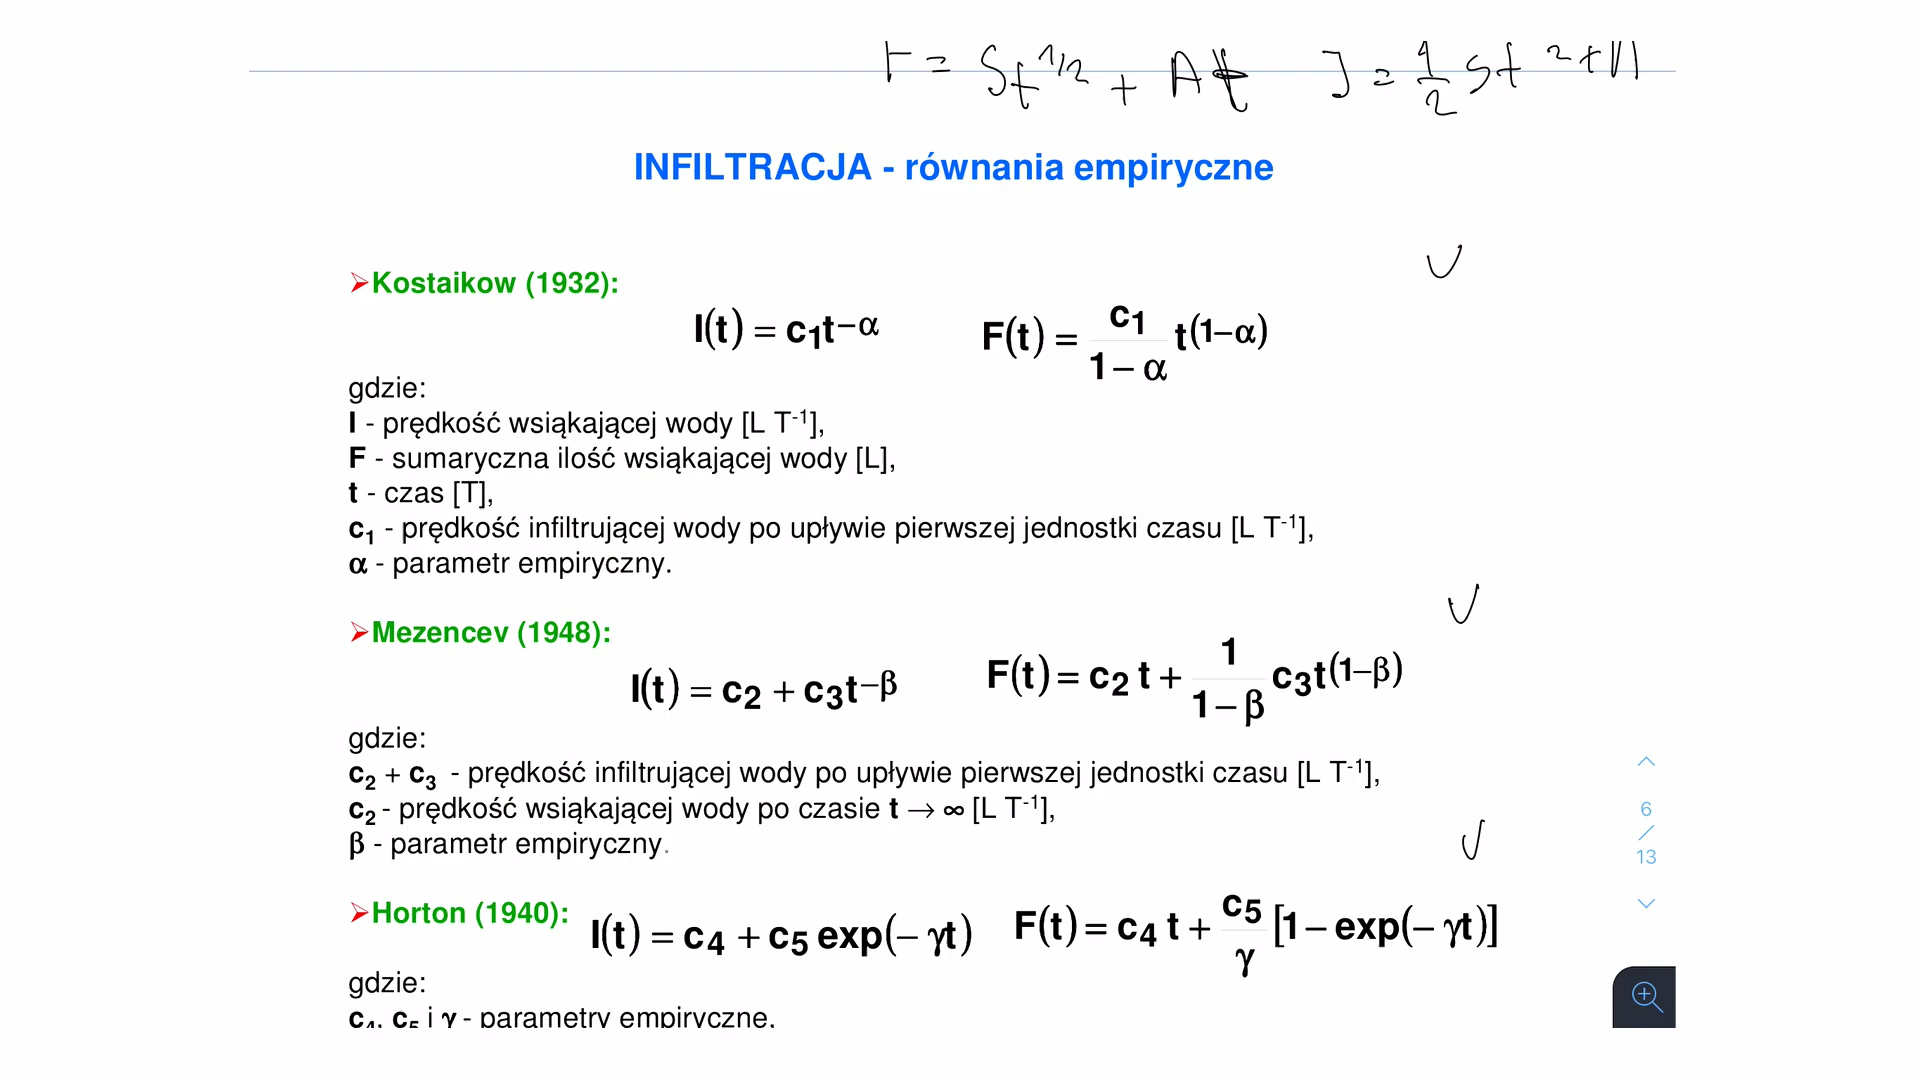 F = St^1/2 + At J = 1/2 St
INFILTRACJA - równania empiryczne
➢Kostaikow (1932):
I(t) = c₁t^−α F(t) = c₁/(1−α) t^(1−α)
gdzie:
I - prędkość wsiąkającej wody [L T⁻¹],
F - sumaryczna ilość wsiąkającej wody [L],
t - czas [T],
c₁ - prędkość infiltrującej wody po upływie pierwszej jednostki czasu [L T⁻¹],
α - parametr empiryczny.
➢Mezencev (1948):
I(t) = c₂ + c₃t^−β F(t) = c₂ t + 1/(1−β) c₃t^(1−β)
gdzie:
c₂ + c₃ - prędkość infiltrującej wody po upływie pierwszej jednostki czasu [L T⁻¹],
c₂ - prędkość wsiąkającej wody po czasie t → ∞ [L T⁻¹],
β - parametr empiryczny.
➢Horton (1940): I(t) = c₄ + c₅ exp(− γt) F(t) = c₄ t + c₅/γ [1 − exp(− γt)]
gdzie:
c₄, c₅ i γ - parametry empiryczne,
6
/
13